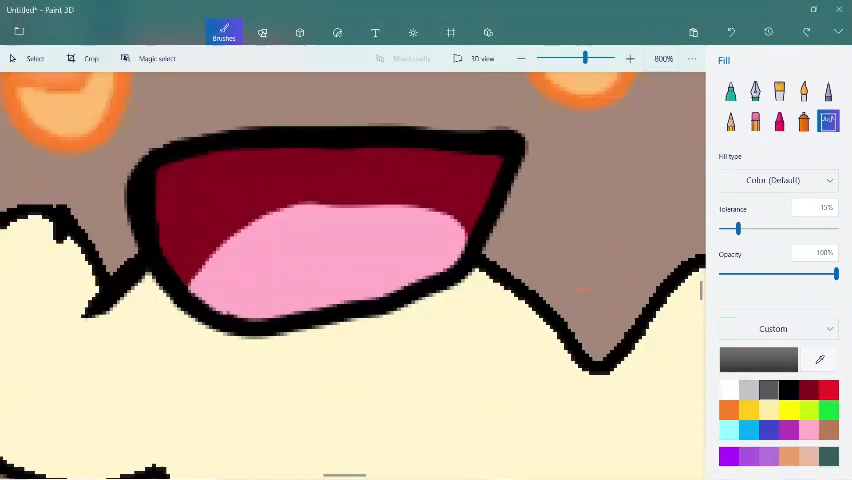 Untitled* - Paint 3D
Brushes
Select
Crop
Magic select
Mixed reality
3D view
800%
Fill
Fill type
Color (Default)
tolerance
15%
Opacity
100%
Custom